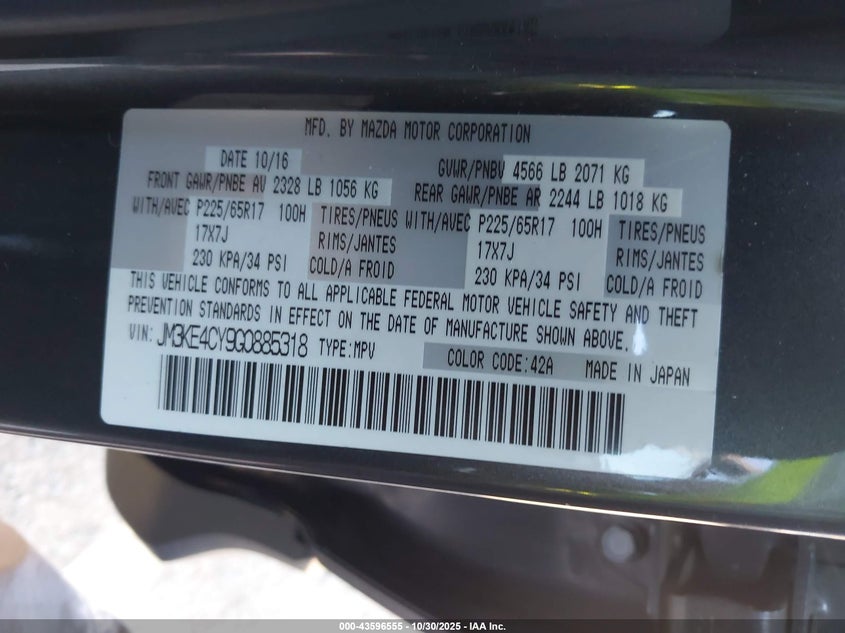 MFD. BY MAZDA MOTOR CORPORATION
DATE 10/16 GVWR/PNBV 4566 LB 2071 KG
FRONT GAWR/PNBE AV 2328 LB 1056 KG REAR GAWR/PNBE AR 2244 LB 1018 KG
WITH/AVEC P225/65R17 100H TIRES/PNEUS WITH/AVEC P225/65R17 100H TIRES/PNEUS
17X7J RIMS/JANTES 17X7J RIMS/JANTES
230 KPA/34 PSI COLD/A FROID 230 KPA/34 PSI COLD/A FROID
THIS VEHICLE CONFORMS TO ALL APPLICABLE FEDERAL MOTOR VEHICLE SAFETY AND THEFT
PREVENTION STANDARDS IN EFFECT ON THE DATE OF MANUFACTURE SHOWN ABOVE.
VIN: JM3KE4CY9G0885318 TYPE:MPV COLOR CODE:42A MADE IN JAPAN
000-43596555 - 10/30/2025 - IAA Inc.